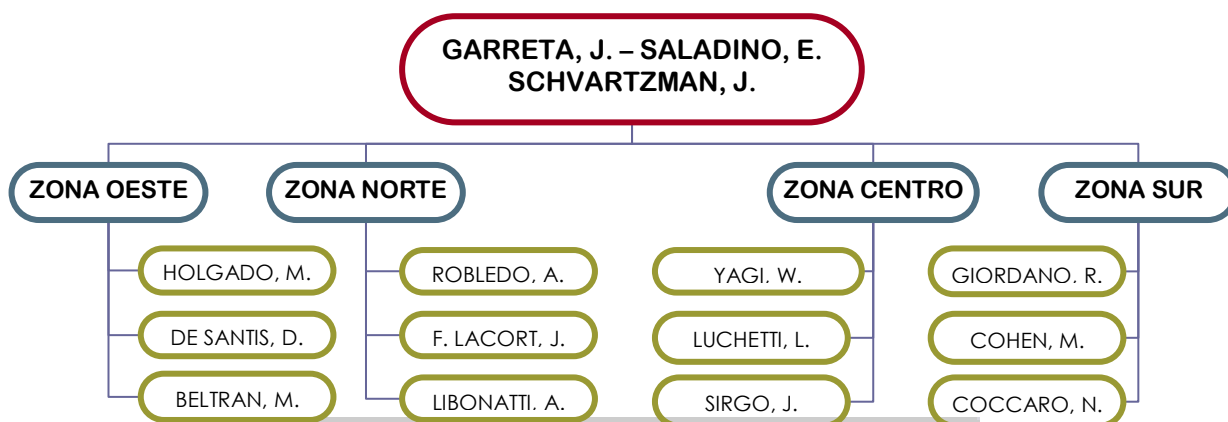 GARRETA, J. – SALADINO, E.
SCHVARTZMAN, J.
ZONA OESTE
ZONA NORTE
ZONA CENTRO
ZONA SUR
HOLGADO, M.
ROBLEDO, A.
YAGI, W.
GIORDANO, R.
DE SANTIS, D.
F. LACORT, J.
LUCHETTI, L.
COHEN, M.
BELTRAN, M.
LIBONATTI, A.
SIRGO, J.
COCCARO, N.